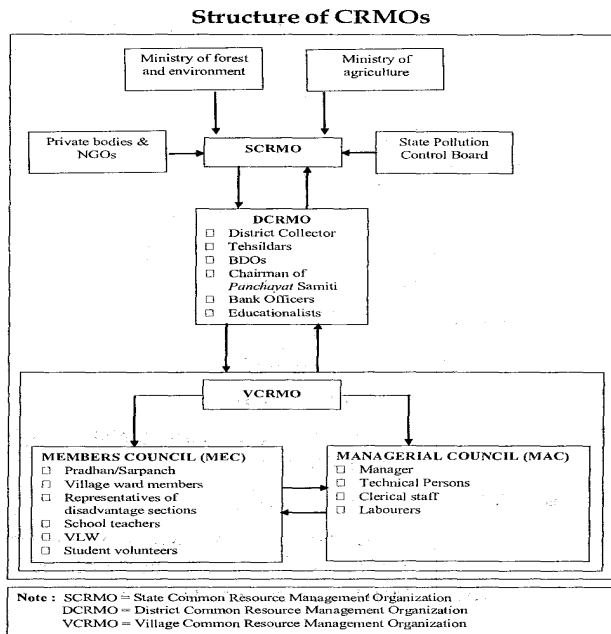 Structure of CRMOs
Ministry of forest
and environment
Ministry of
agriculture
Private bodies &
NGOs
SCRMO
State Pollution
Control Board
DCRMO
□ District Collector
□ Tehsildars
□ BDOs
□ Chairman of
Panchayat Samiti
□ Bank Officers
□ Educationalists
VCRMO
MEMBERS COUNCIL (MEC)
□ Pradhan/Sarpanch
□ Village ward members
□ Representatives of
disadvantage sections
□ School teachers
□ VLW
□ Student volunteers
MANAGERIAL COUNCIL (MAC)
□ Manager
□ Technical Persons
□ Clerical staff
□ Labourers
Note : SCRMO = State Common Resource Management Organization
DCRMO = District Common Resource Management Organization
VCRMO = Village Common Resource Management Organization